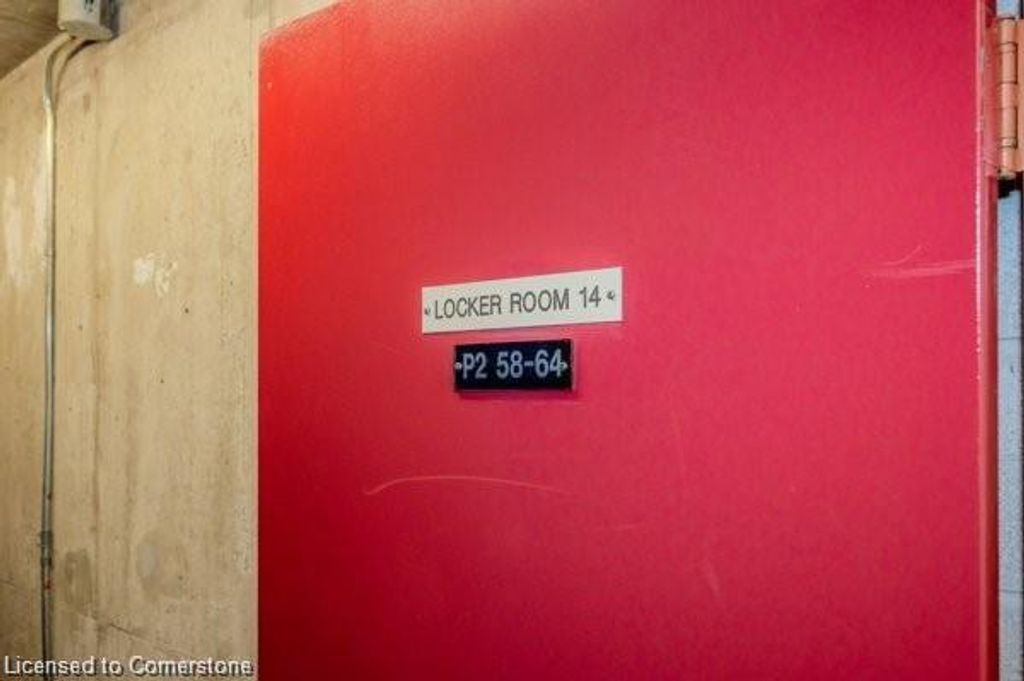 LOCKER ROOM 14
P2 58-64
Licensed to Cornerstone